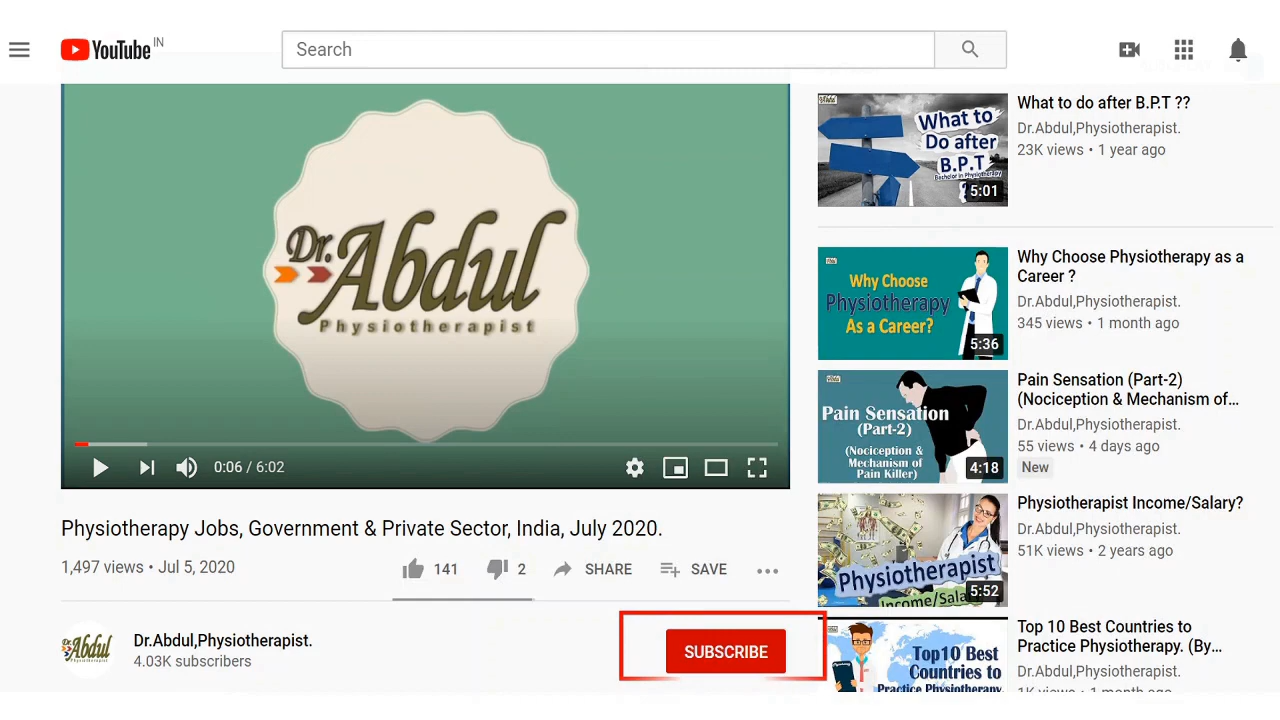 YouTube IN
Search
Dr.
Abdul
Physiotherapist
0:06 / 6:02
Physiotherapy Jobs, Government & Private Sector, India, July 2020.
1,497 views • Jul 5, 2020
141
2
SHARE
SAVE
Dr.Abdul
Physiotherapist
Dr.Abdul,Physiotherapist.
4.03K subscribers
SUBSCRIBE
What to
Do after
B.P.T
Bachelor in Physiotherapy
5:01
What to do after B.P.T ??
Dr.Abdul,Physiotherapist.
23K views • 1 year ago
Why Choose
Physiotherapy
As a Career?
5:36
Why Choose Physiotherapy as a
Career ?
Dr.Abdul,Physiotherapist.
345 views • 1 month ago
Pain Sensation
(Part-2)
(Nociception &
Mechanism of
Pain Killer)
4:18
Pain Sensation (Part-2)
(Nociception & Mechanism of...
Dr.Abdul,Physiotherapist.
55 views • 4 days ago
New
Physiotherapist
Income/Sala
5:52
Physiotherapist Income/Salary?
Dr.Abdul,Physiotherapist.
51K views • 2 years ago
Top10 Best
Countries to
Practice Physiotherapy
Top 10 Best Countries to
Practice Physiotherapy. (By...
Dr.Abdul,Physiotherapist.
1K views • 1 month ago